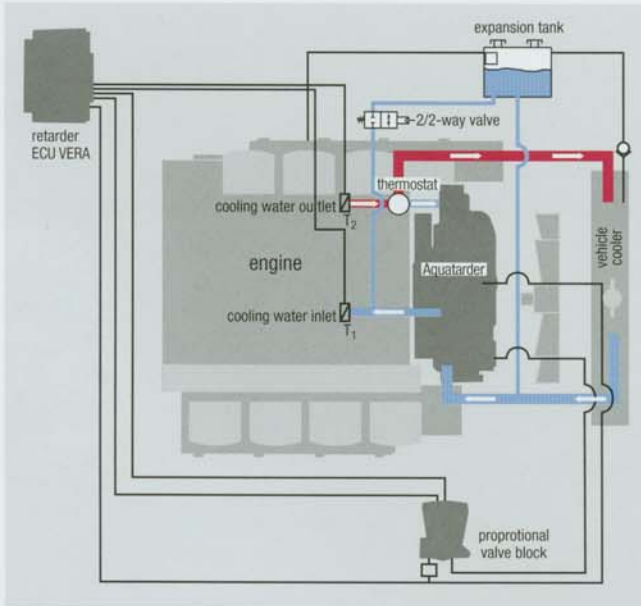 expansion tank
retarder
ECU VERA
2/2-way valve
thermostat
cooling water outlet
T2
engine
Aquatarder
vehicle
cooler
cooling water inlet
T1
proprotional
valve block